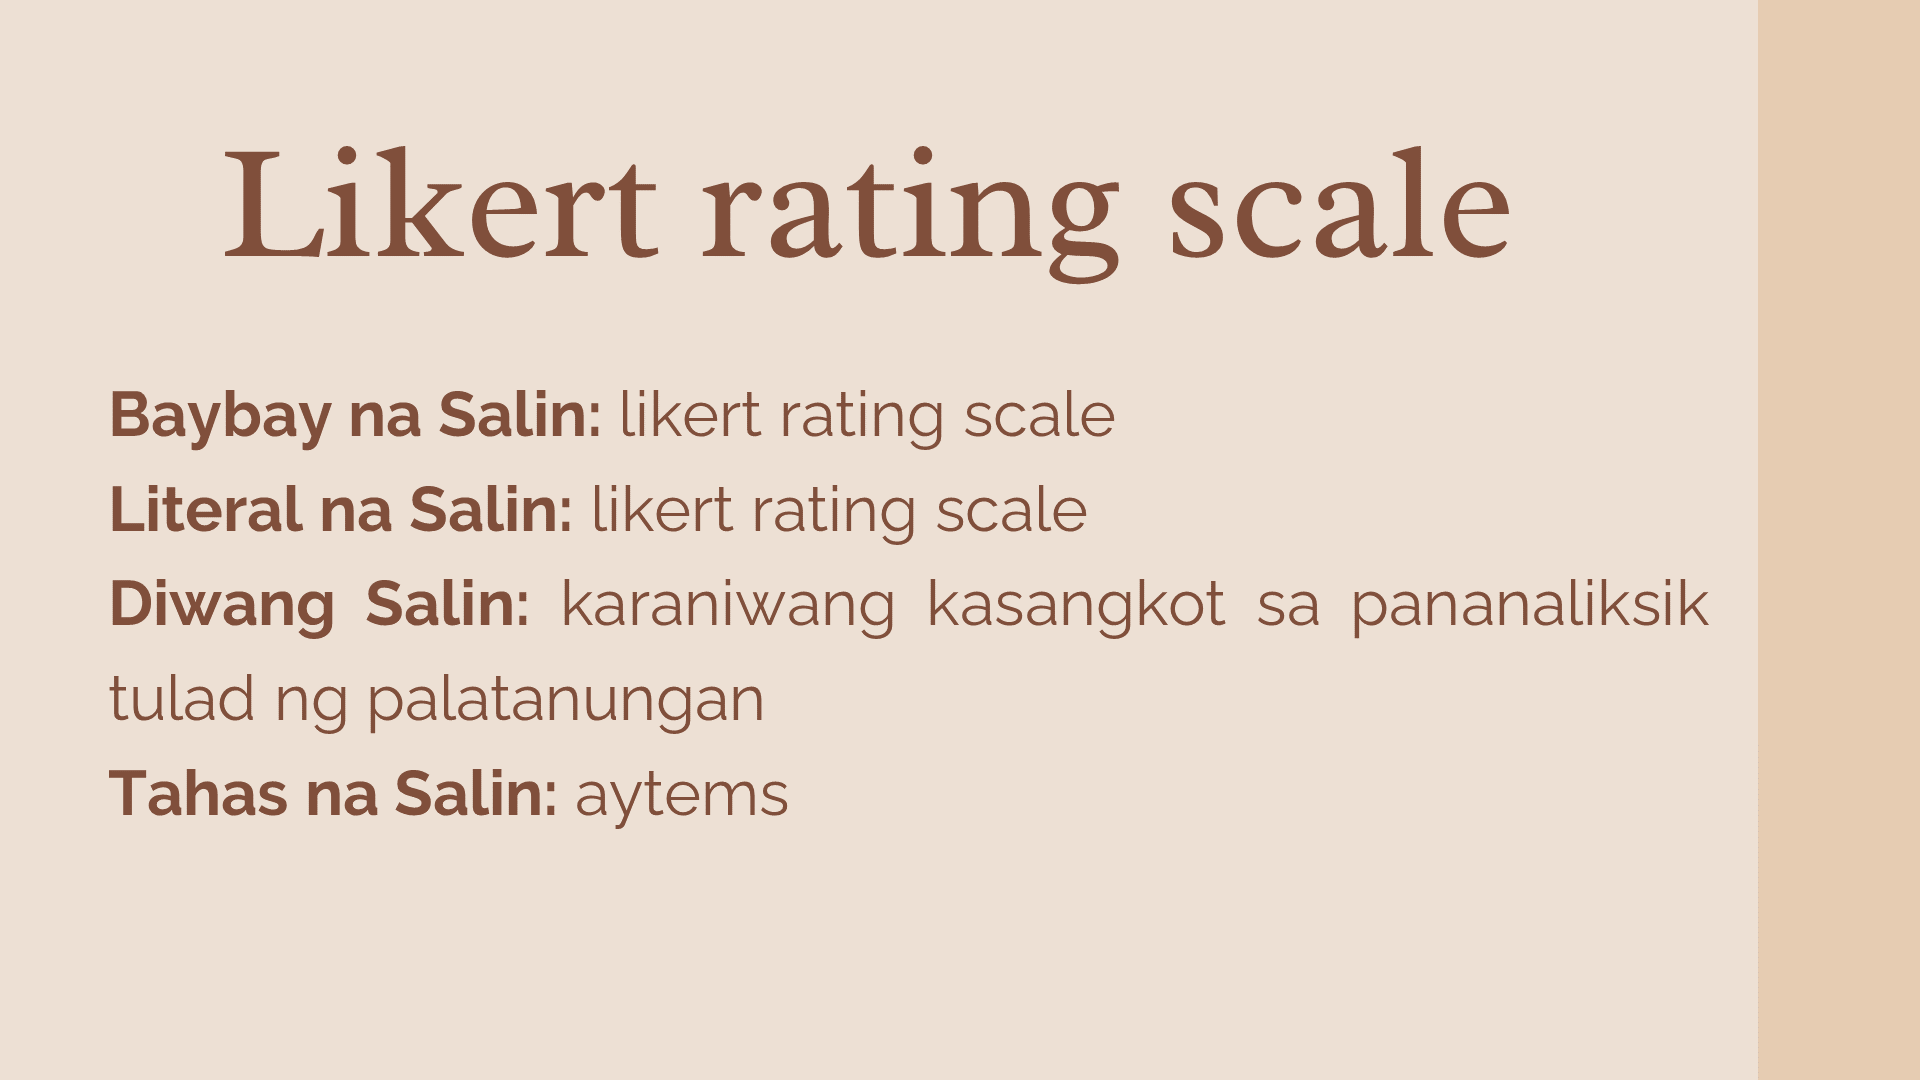 Likert rating scale
Baybay na Salin: likert rating scale
Literal na Salin: likert rating scale
Diwang Salin: karaniwang kasangkot sa pananaliksik
tulad ng palatanungan
Tahas na Salin: aytems